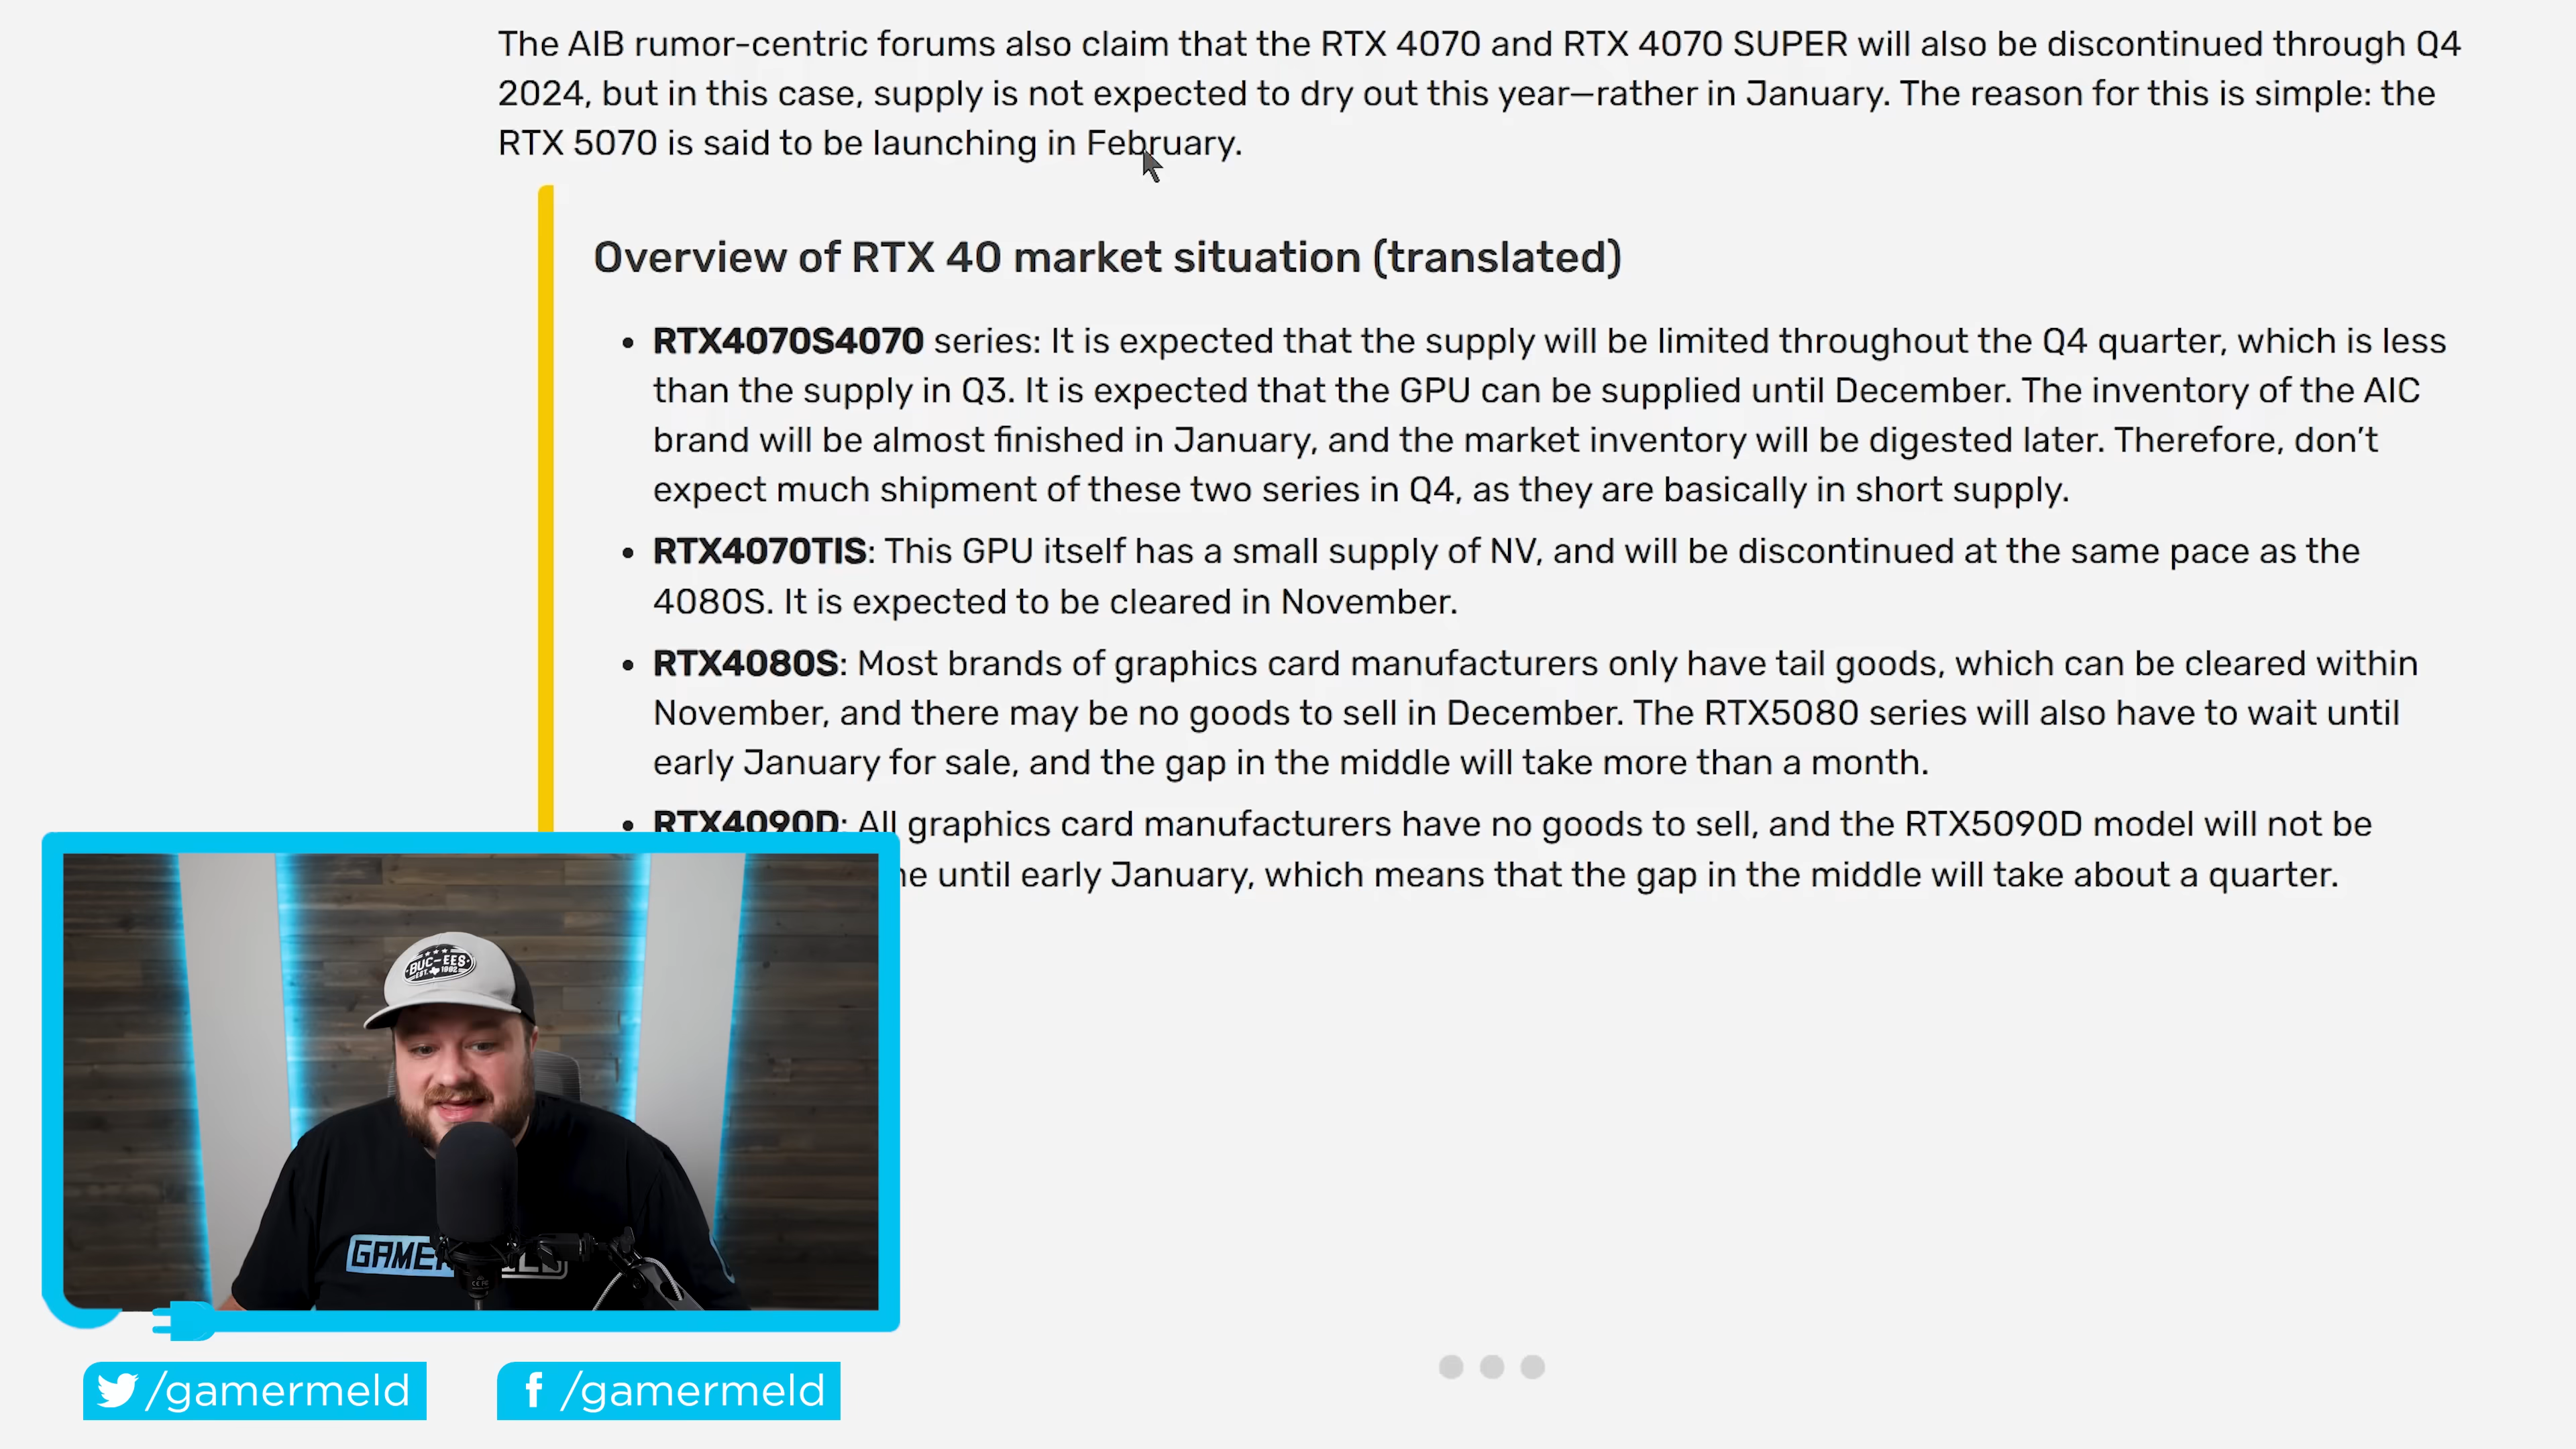 The AIB rumor-centric forums also claim that the RTX 4070 and RTX 4070 SUPER will also be discontinued through Q4
2024, but in this case, supply is not expected to dry out this year—rather in January. The reason for this is simple: the
RTX 5070 is said to be launching in February.
Overview of RTX 40 market situation (translated)
• RTX4070S4070 series: It is expected that the supply will be limited throughout the Q4 quarter, which is less
than the supply in Q3. It is expected that the GPU can be supplied until December. The inventory of the AIC
brand will be almost finished in January, and the market inventory will be digested later. Therefore, don’t
expect much shipment of these two series in Q4, as they are basically in short supply.
• RTX4070TIS: This GPU itself has a small supply of NV, and will be discontinued at the same pace as the
4080S. It is expected to be cleared in November.
• RTX4080S: Most brands of graphics card manufacturers only have tail goods, which can be cleared within
November, and there may be no goods to sell in December. The RTX5080 series will also have to wait until
early January for sale, and the gap in the middle will take more than a month.
• RTX4090D: All graphics card manufacturers have no goods to sell, and the RTX5090D model will not be
until early January, which means that the gap in the middle will take about a quarter.
BUC-EES
EST. 1982
/gamermeld
/gamermeld